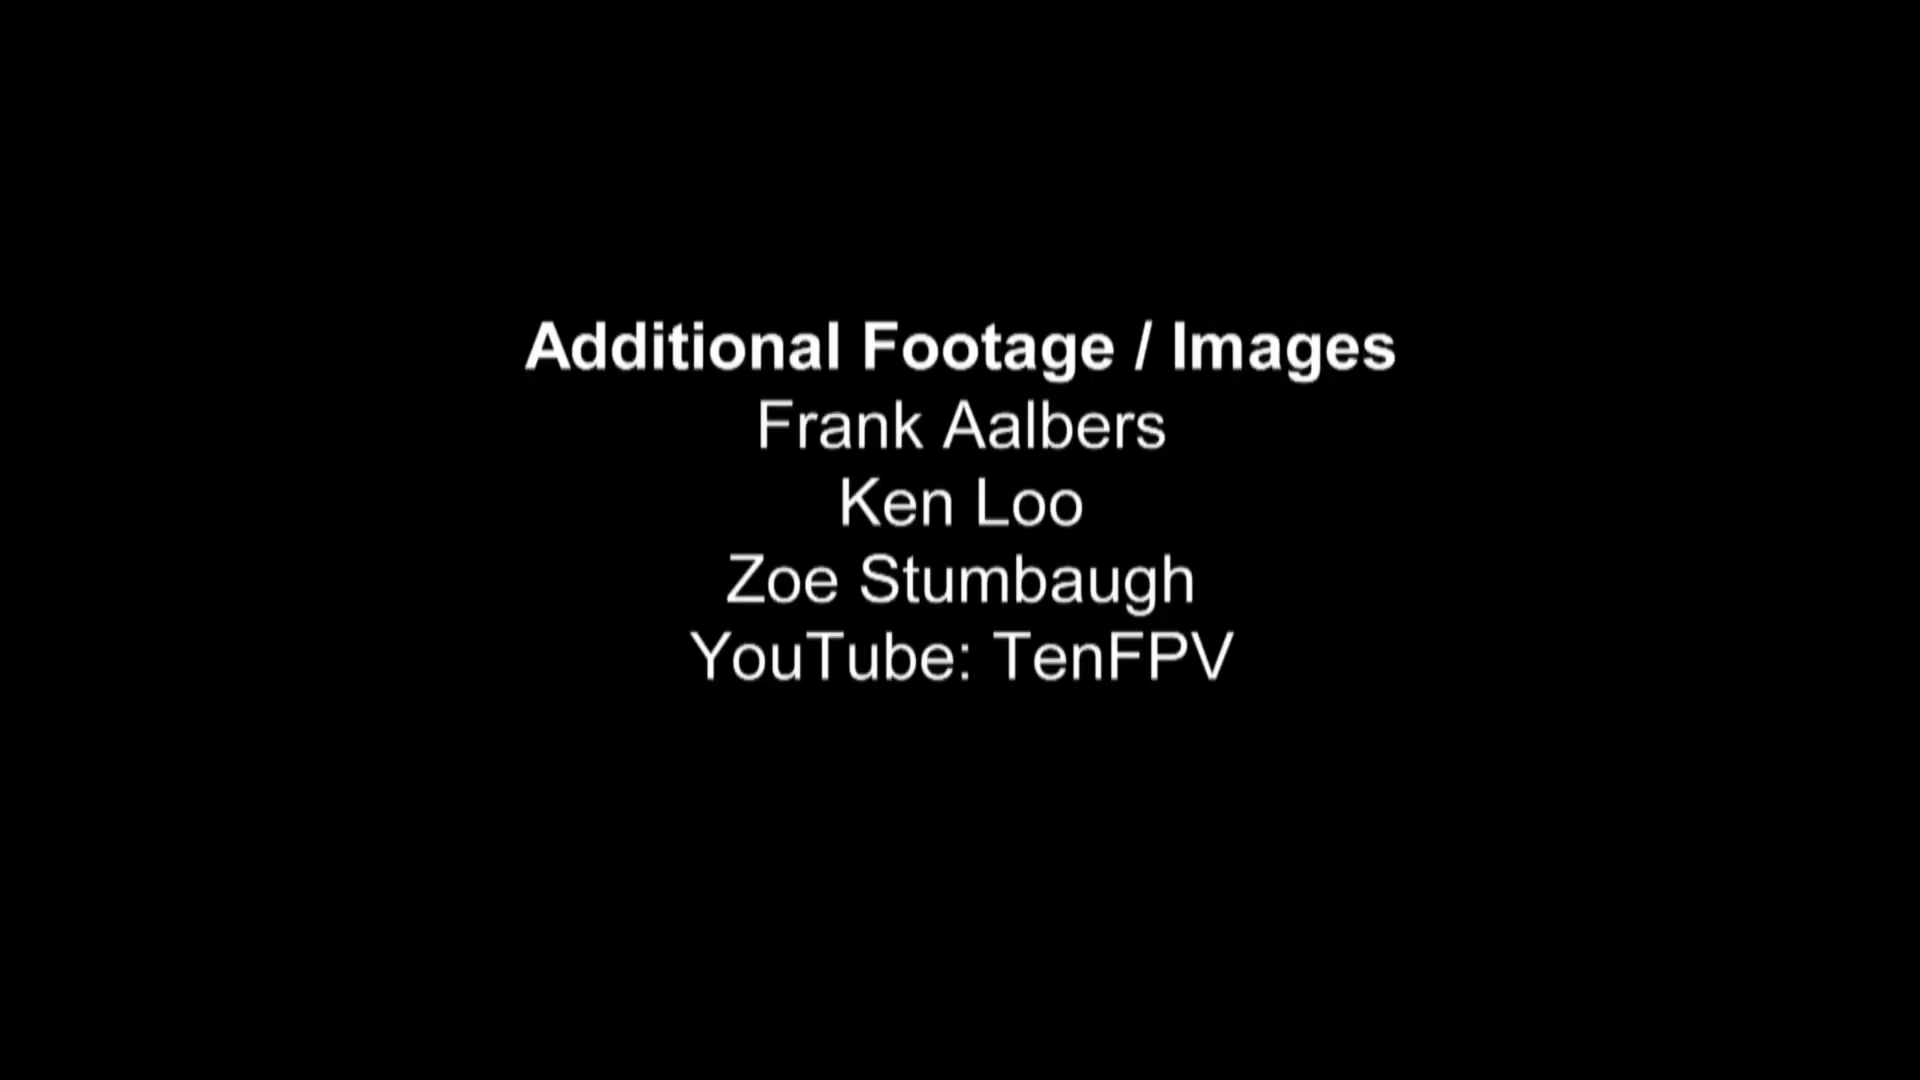 Additional Footage / Images
Frank Aalbers
Ken Loo
Zoe Stumbaugh
YouTube: TenFPV